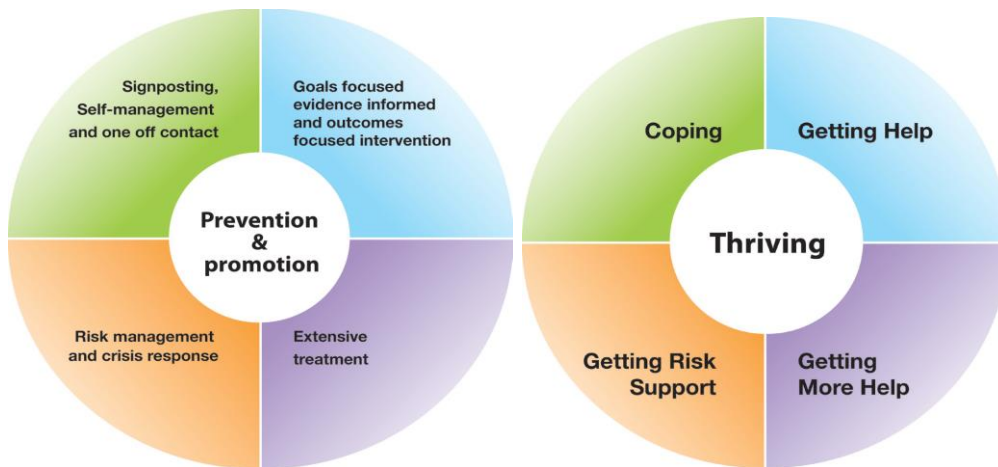 Signposting,
Self-management
and one off contact
Goals focused
evidence informed
and outcomes
focused intervention
Prevention
&
promotion
Risk management
and crisis response
Extensive
treatment
Coping
Getting Help
Thriving
Getting Risk
Support
Getting
More Help